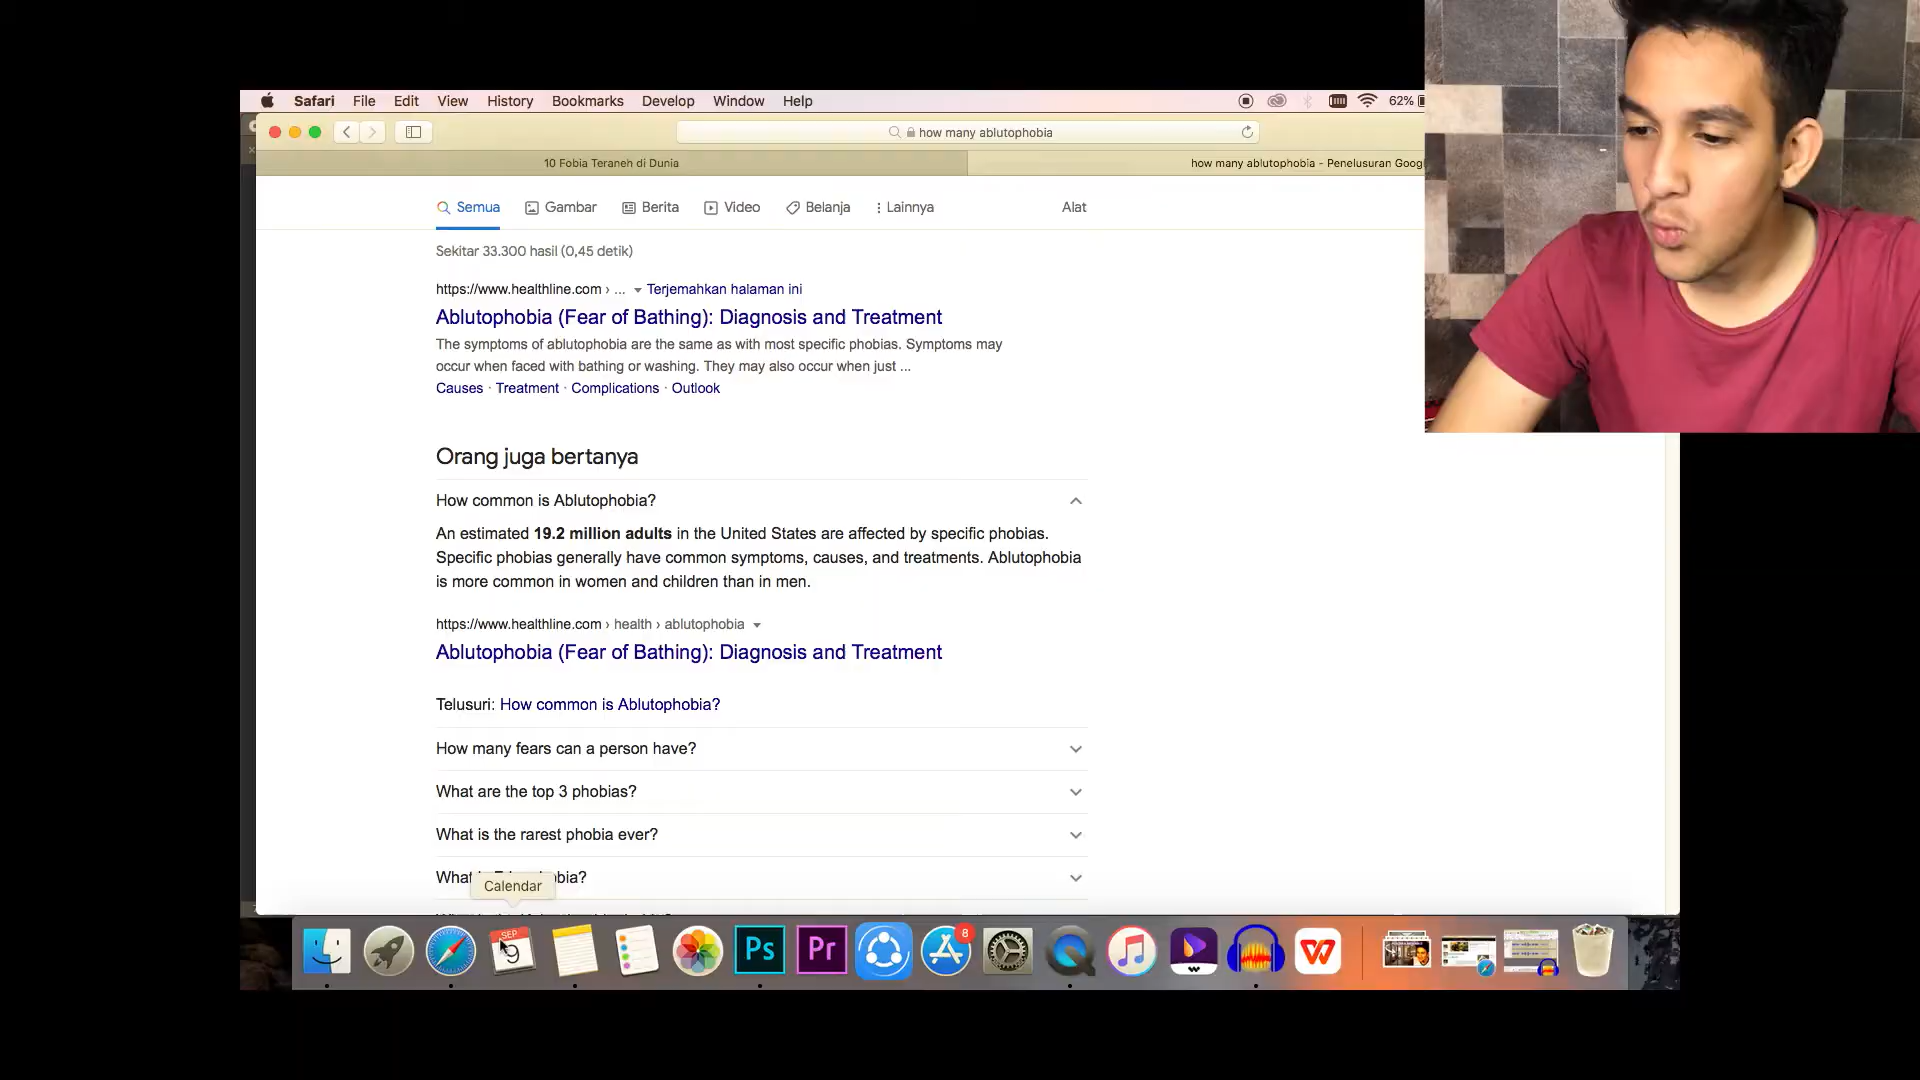 Safari File Edit View History Bookmarks Develop Window Help
62%
how many ablutophobia
10 Fobia Teraneh di Dunia
how many ablutophobia - Penelusuran Goog
Semua Gambar Berita Video Belanja Lainnya Alat
Sekitar 33.300 hasil (0,45 detik)
https://www.healthline.com › ... Terjemahkan halaman ini
Ablutophobia (Fear of Bathing): Diagnosis and Treatment
The symptoms of ablutophobia are the same as with most specific phobias. Symptoms may
occur when faced with bathing or washing. They may also occur when just ...
Causes · Treatment · Complications · Outlook
Orang juga bertanya
How common is Ablutophobia?
An estimated 19.2 million adults in the United States are affected by specific phobias.
Specific phobias generally have common symptoms, causes, and treatments. Ablutophobia
is more common in women and children than in men.
https://www.healthline.com › health › ablutophobia
Ablutophobia (Fear of Bathing): Diagnosis and Treatment
Telusuri: How common is Ablutophobia?
How many fears can a person have?
What are the top 3 phobias?
What is the rarest phobia ever?
What bia?
Calendar
SEP
9
Ps
Pr
8
W